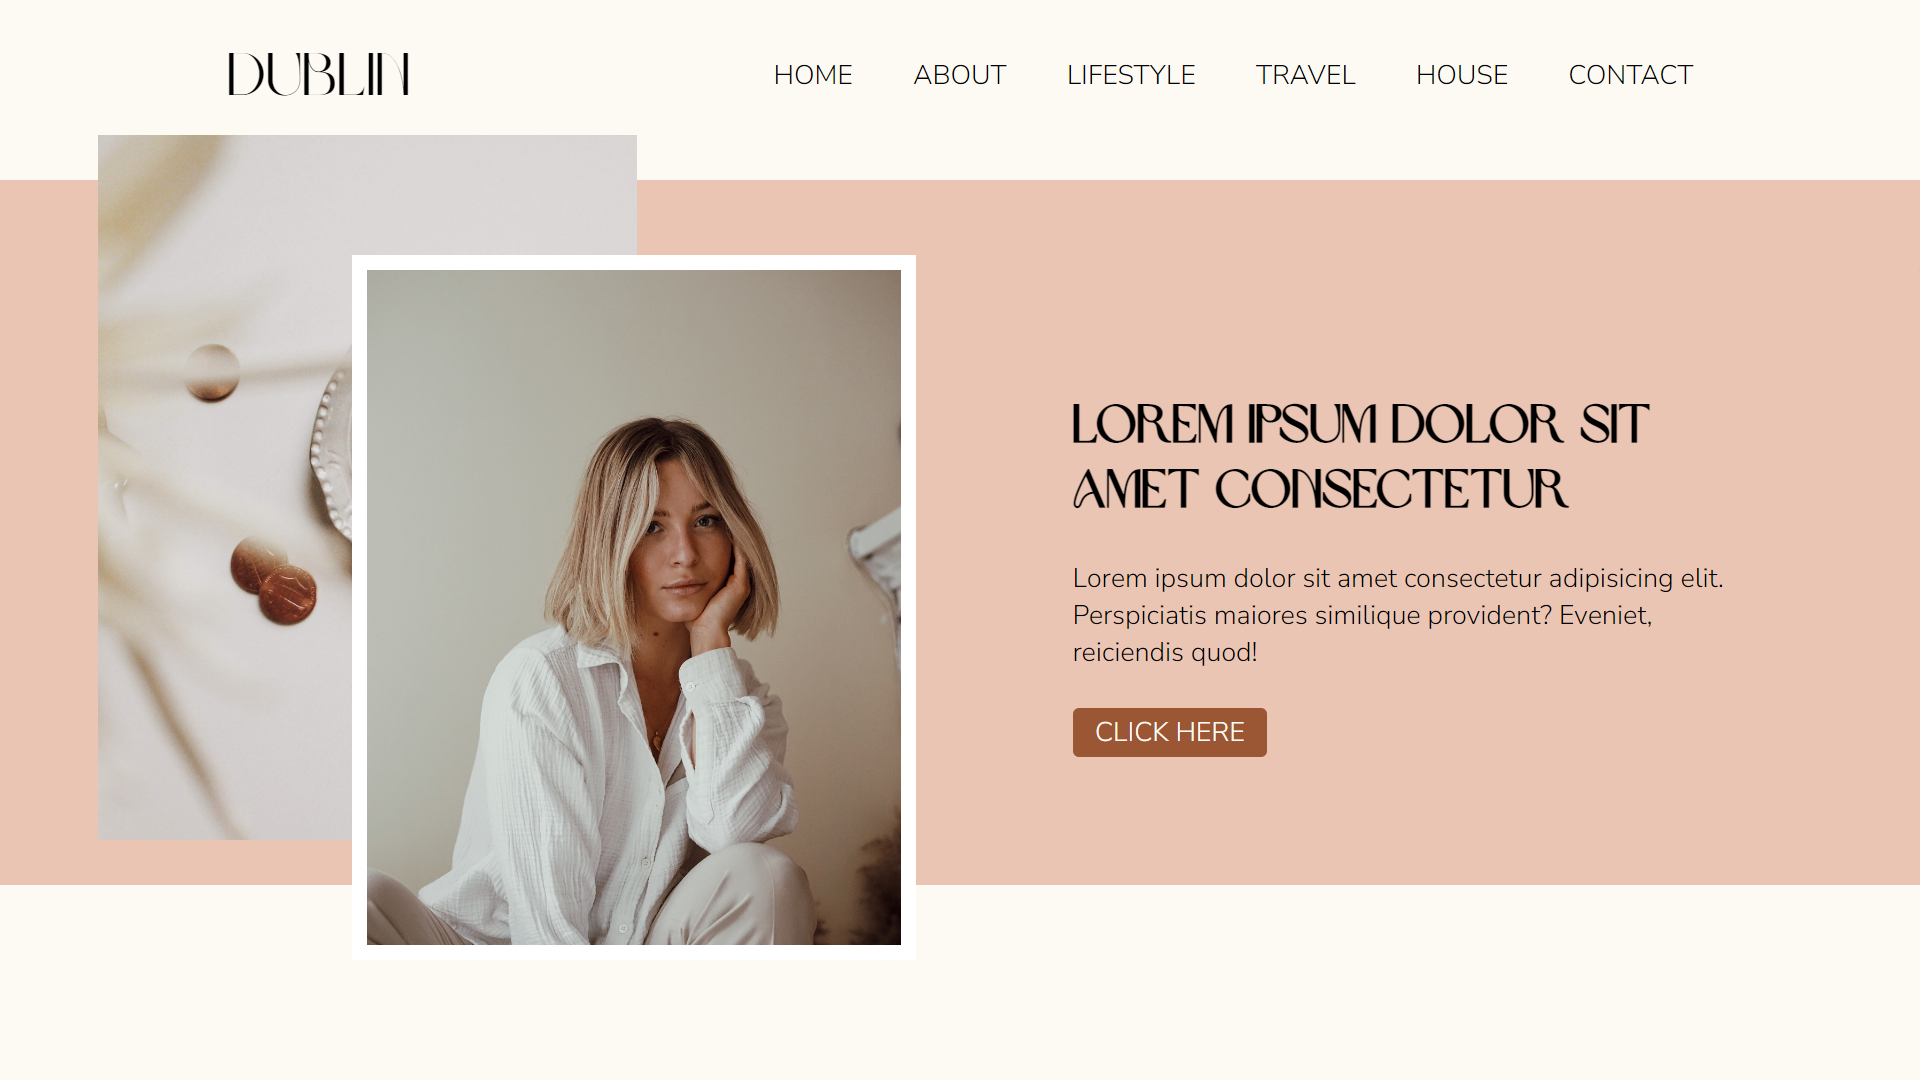 DUBLIN
HOME ABOUT LIFESTYLE TRAVEL HOUSE CONTACT
LOREM IPSUM DOLOR SIT
AMET CONSECTETUR
Lorem ipsum dolor sit amet consectetur adipisicing elit.
Perspiciatis maiores similique provident? Eveniet,
reiciendis quod!
CLICK HERE